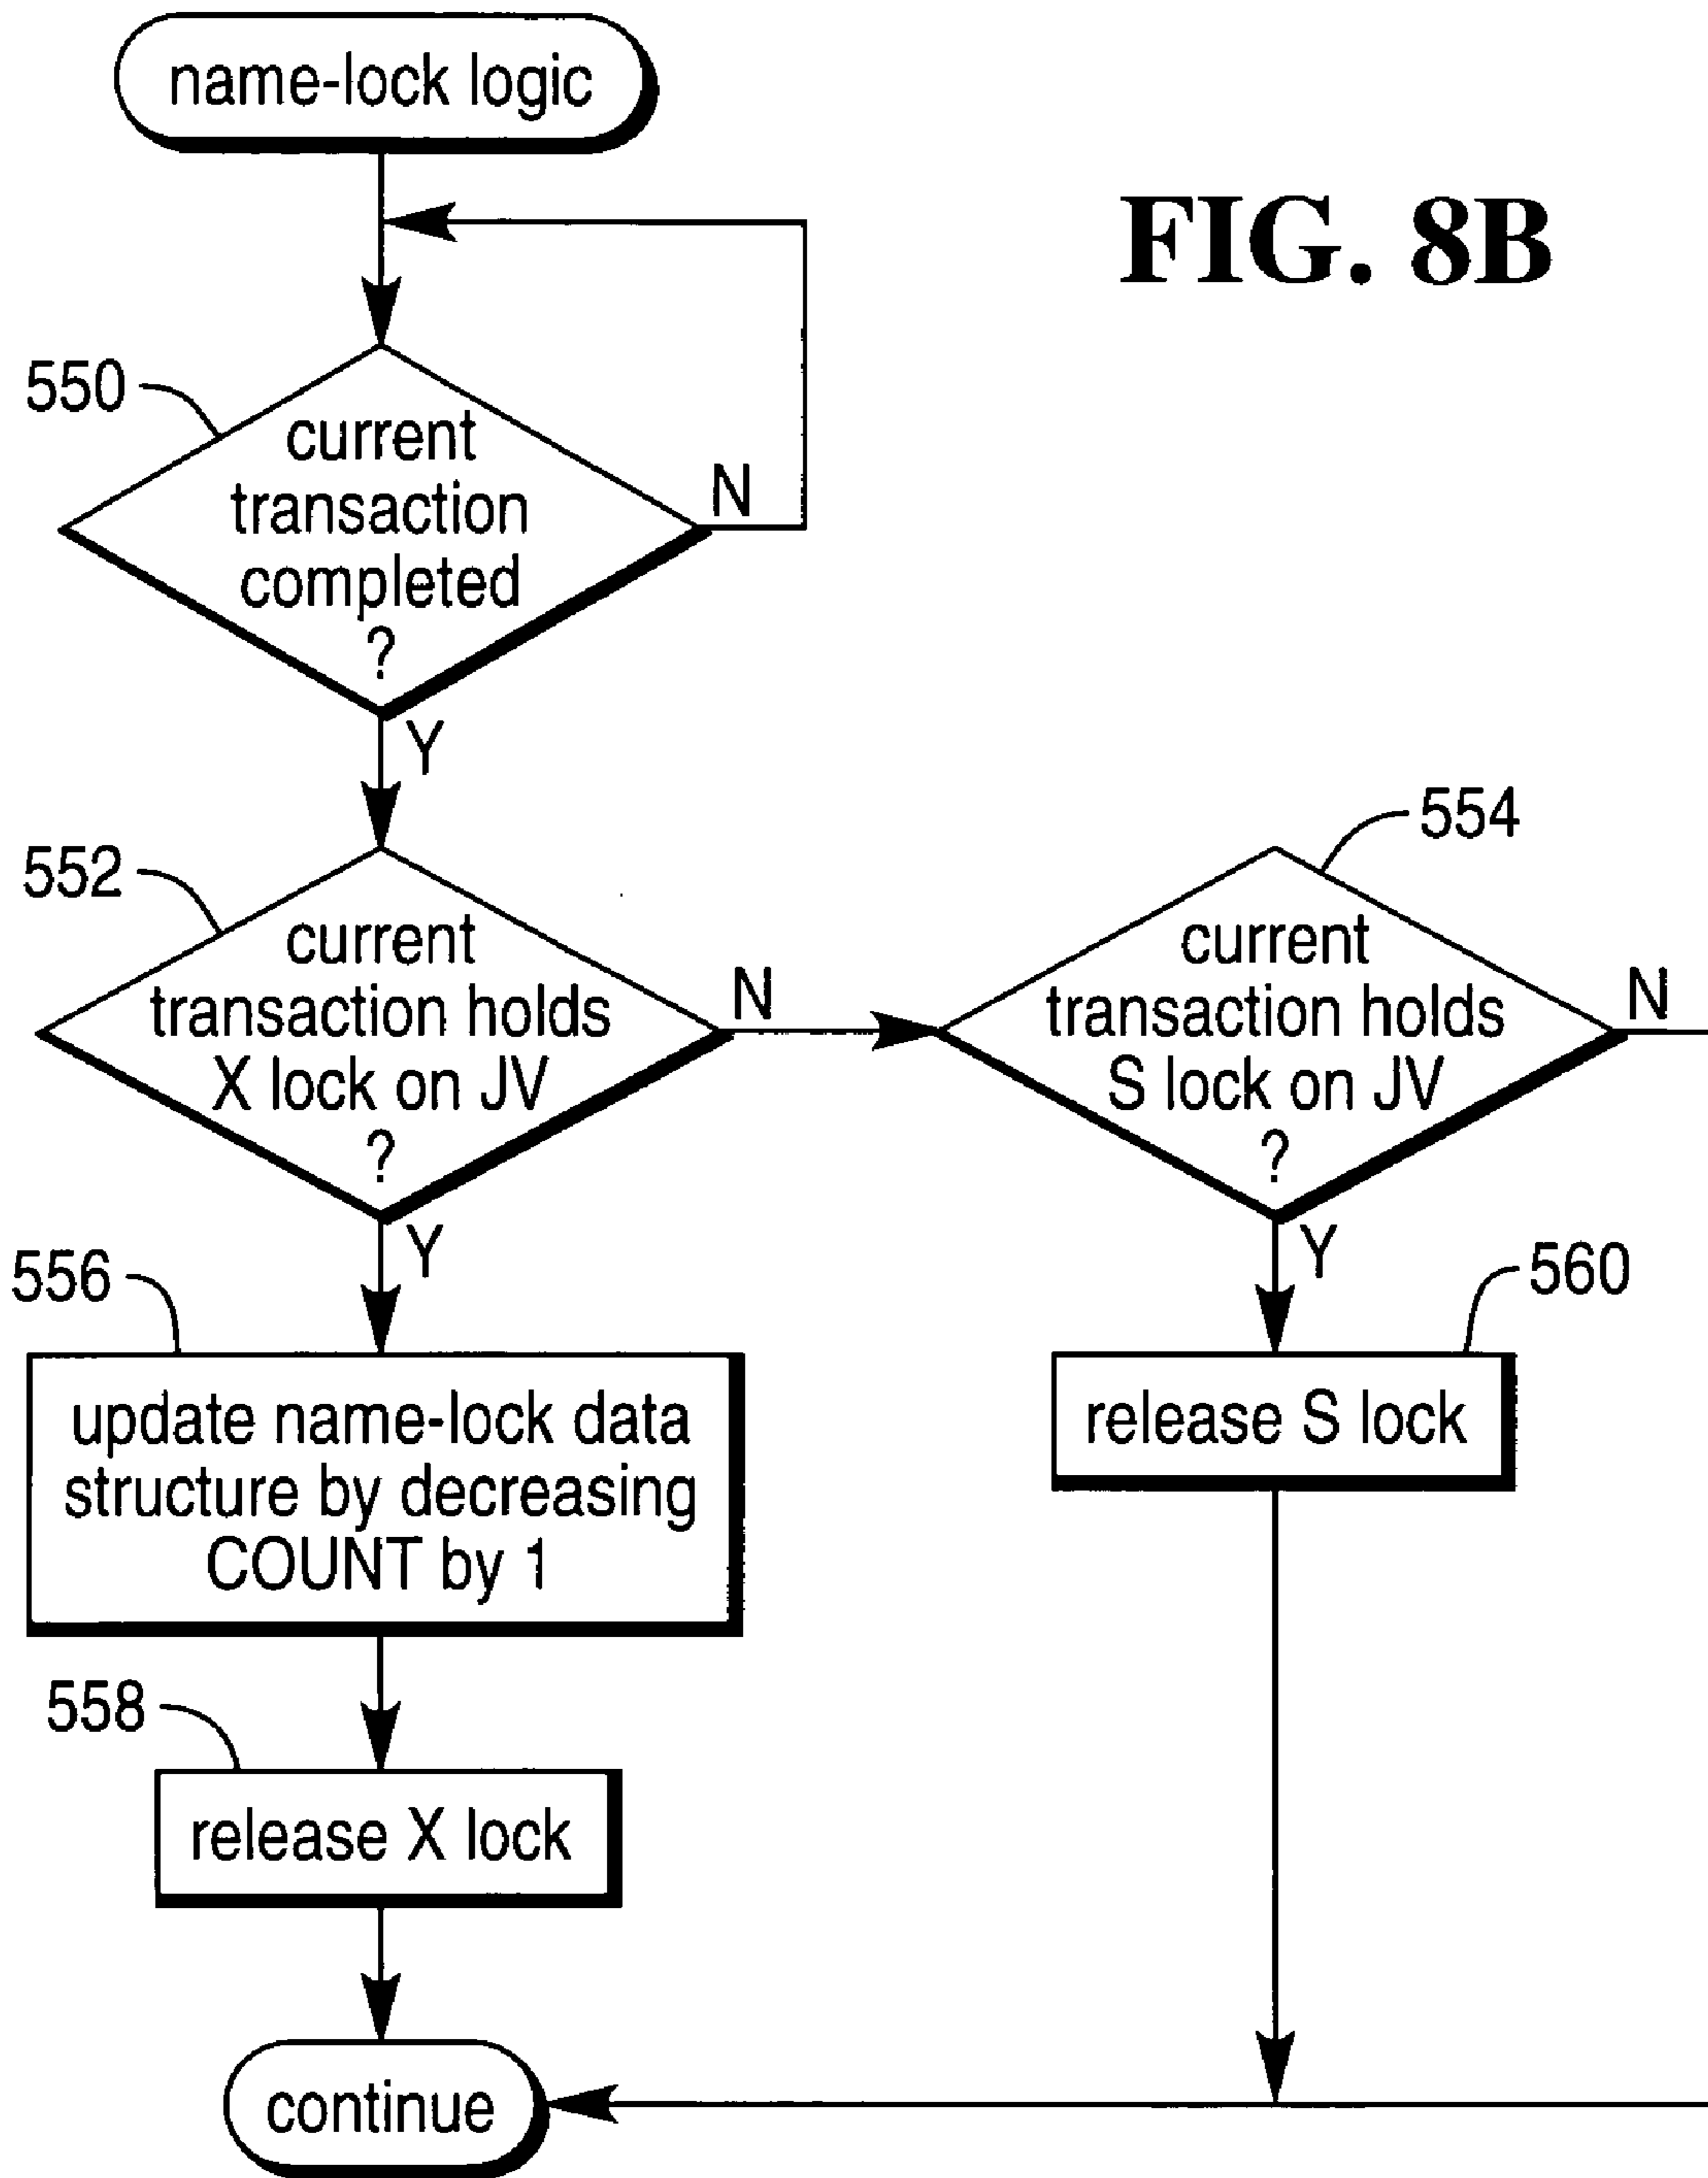 name-lock logic
FIG. 8B
550
current
transaction
completed
?
N
Y
552
current
transaction holds
X lock on JV
?
N
Y
554
current
transaction holds
S lock on JV
?
N
Y
556
update name-lock data
structure by decreasing
COUNT by 1
560
release S lock
558
release X lock
continue